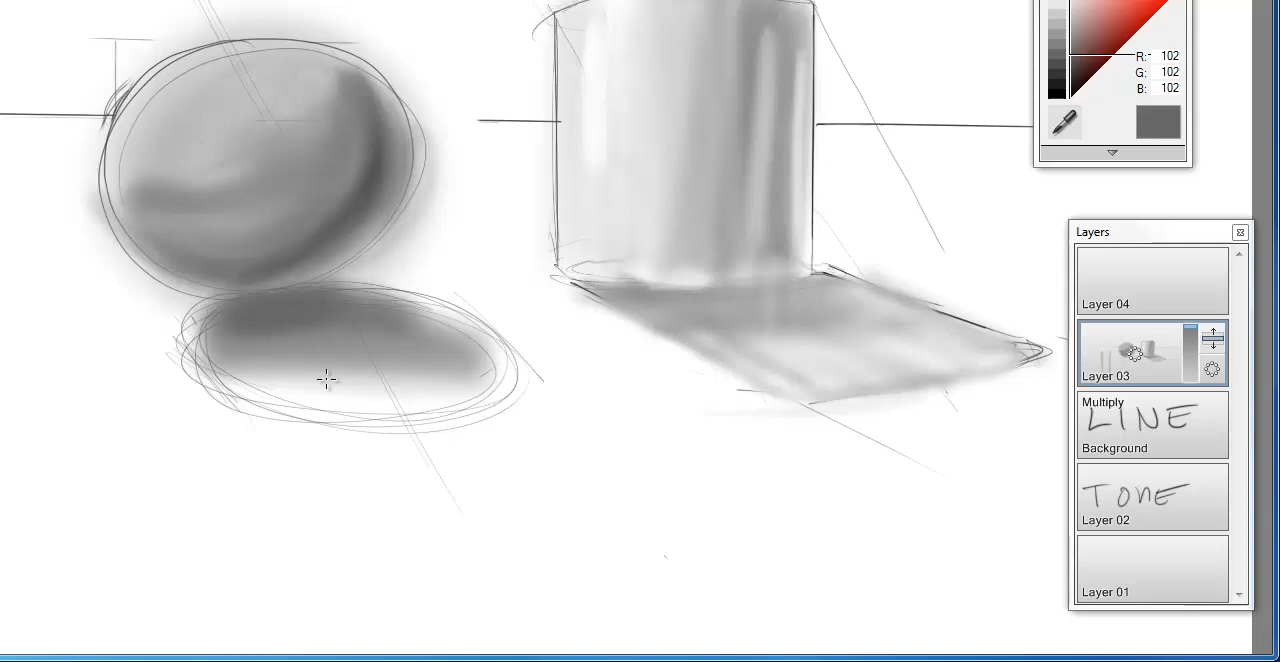 R: 102
G: 102
B: 102
Layers
Layer 04
Layer 03
Multiply
LINE
Background
TONE
Layer 02
Layer 01